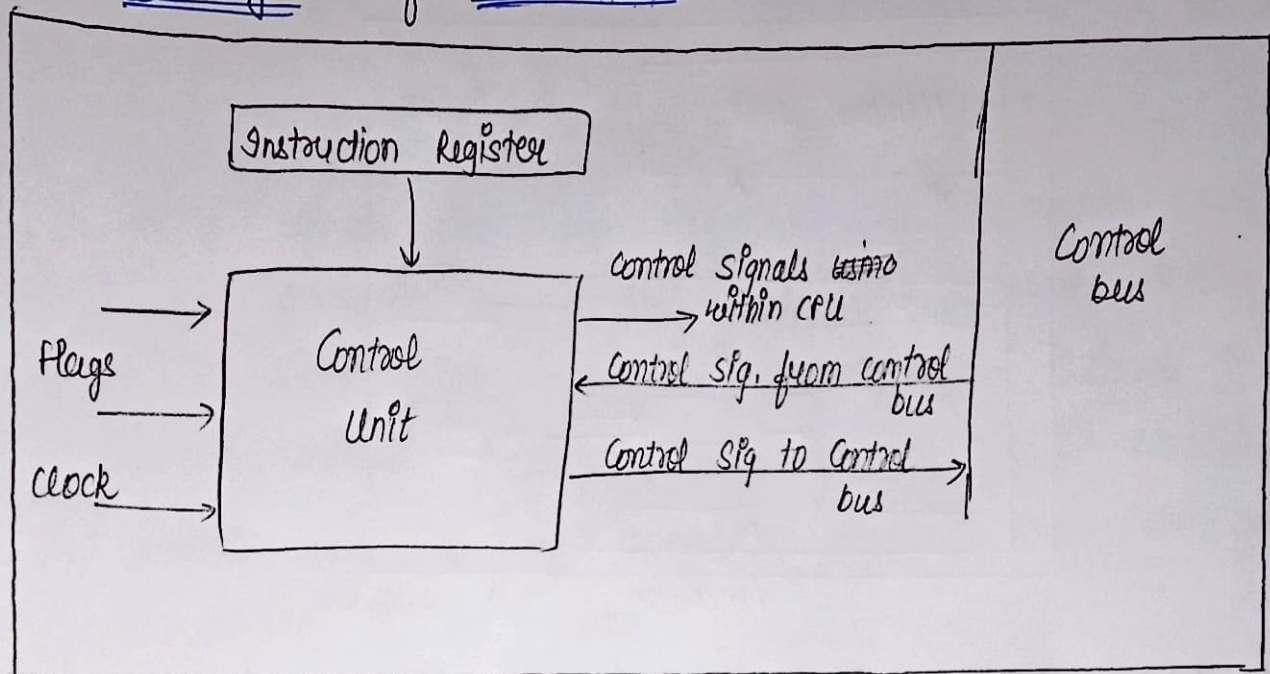 Instruction Register
Control signals
within CPU
Control
bus
Flags
Control
Unit
Control sig. from control
bus
Control sig to Control
bus
Clock